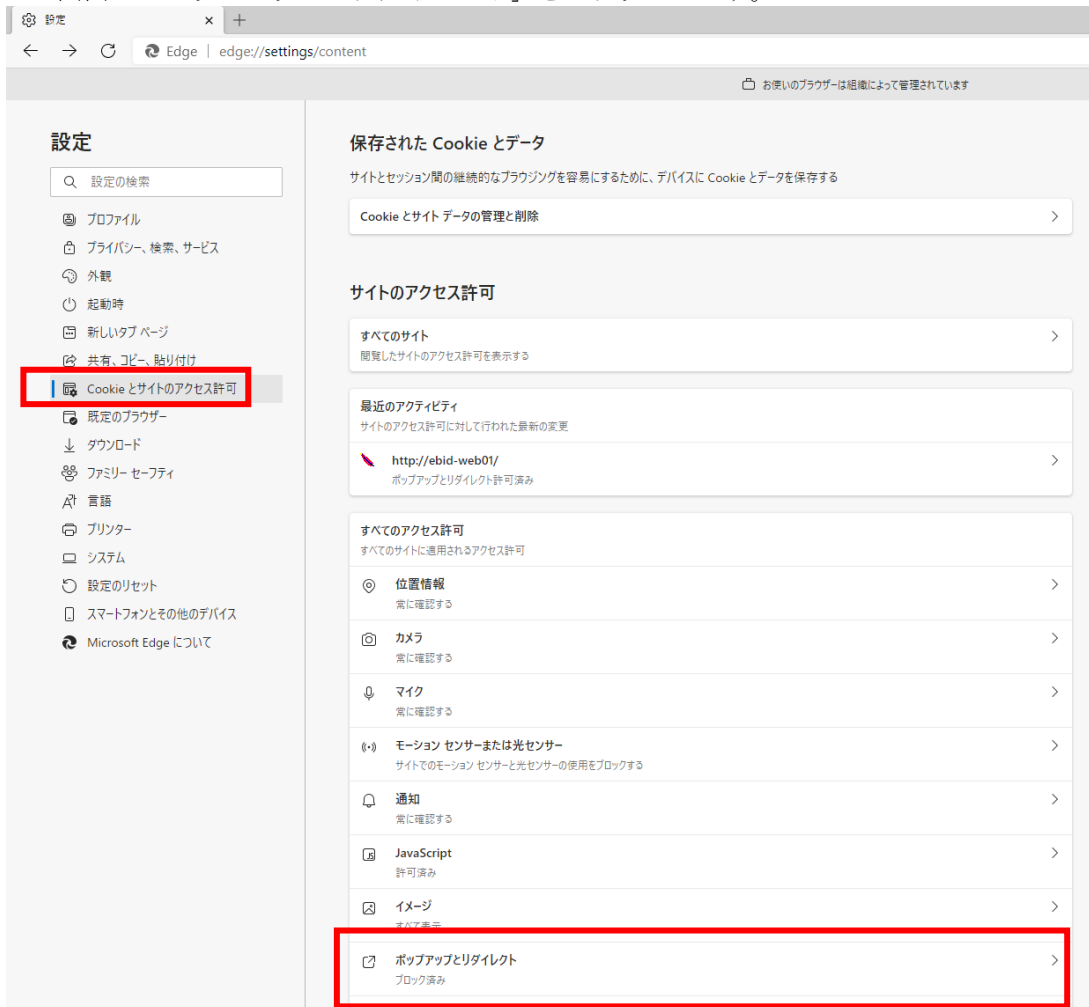 設定
Edge | edge://settings/content
お使いのブラウザーは組織によって管理されています
設定
設定の検索
プロファイル
プライバシー、検索、サービス
外観
起動時
新しいタブ ページ
共有、コピー、貼り付け
Cookie とサイトのアクセス許可
既定のブラウザー
ダウンロード
ファミリー セーフティ
言語
プリンター
システム
設定のリセット
スマートフォンとその他のデバイス
Microsoft Edge について
保存された Cookie とデータ
サイトとセッション間の継続的なブラウジングを容易にするために、デバイスに Cookie とデータを保存する
Cookie とサイト データの管理と削除
サイトのアクセス許可
すべてのサイト
閲覧したサイトのアクセス許可を表示する
最近のアクティビティ
サイトのアクセス許可に対して行われた最新の変更
http://ebid-web01/
ポップアップとリダイレクト許可済み
すべてのアクセス許可
すべてのサイトに適用されるアクセス許可
位置情報
常に確認する
カメラ
常に確認する
マイク
常に確認する
モーション センサーまたは光センサー
サイトでのモーション センサーと光センサーの使用をブロックする
通知
常に確認する
JavaScript
許可済み
イメージ
すべて表示
ポップアップとリダイレクト
ブロック済み